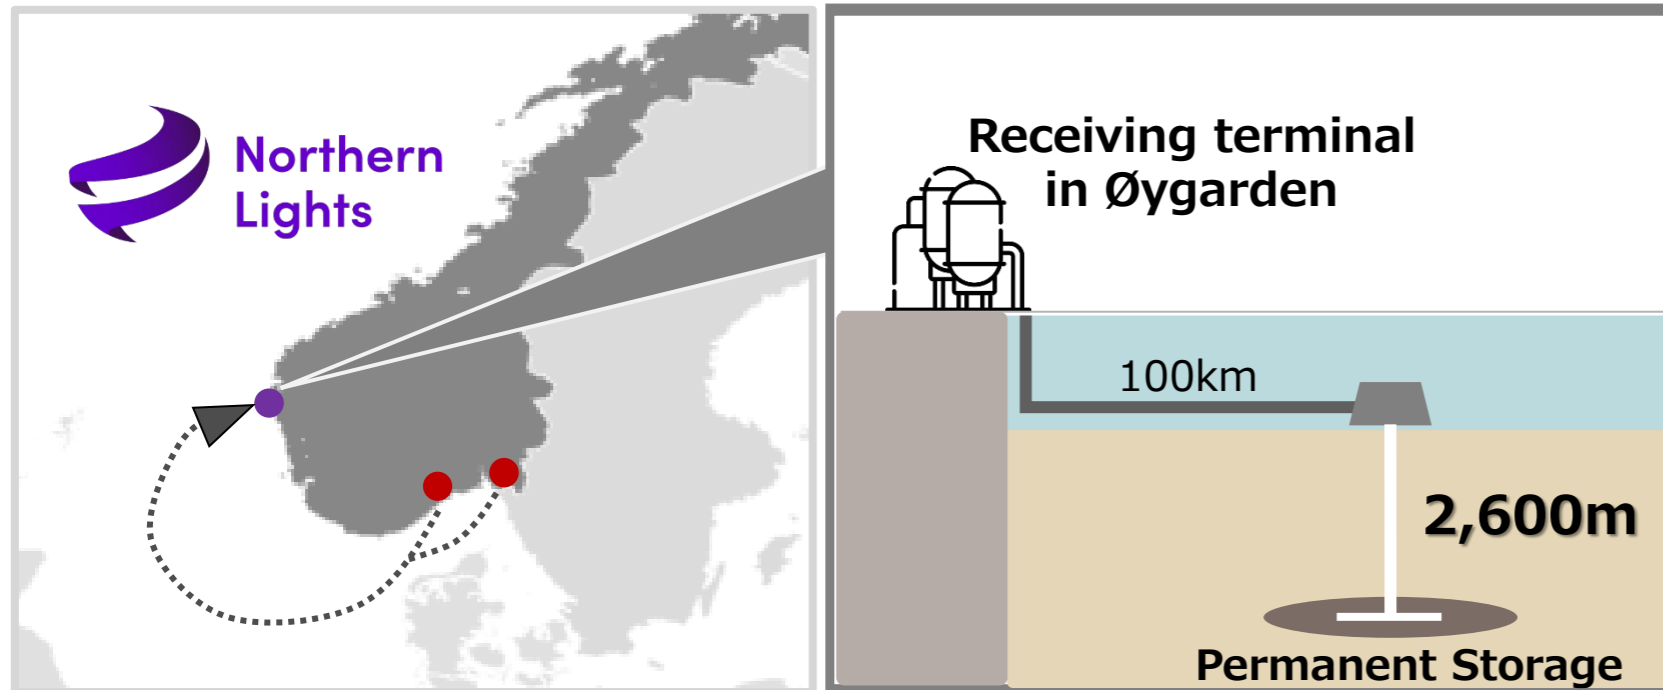 Northern
Lights
Receiving terminal
in Øygarden
100km
2,600m
Permanent Storage